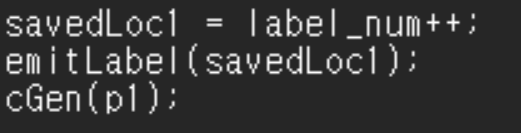 savedLoc1 = label_num++;
emitLabel(savedLoc1);
cGen(p1);